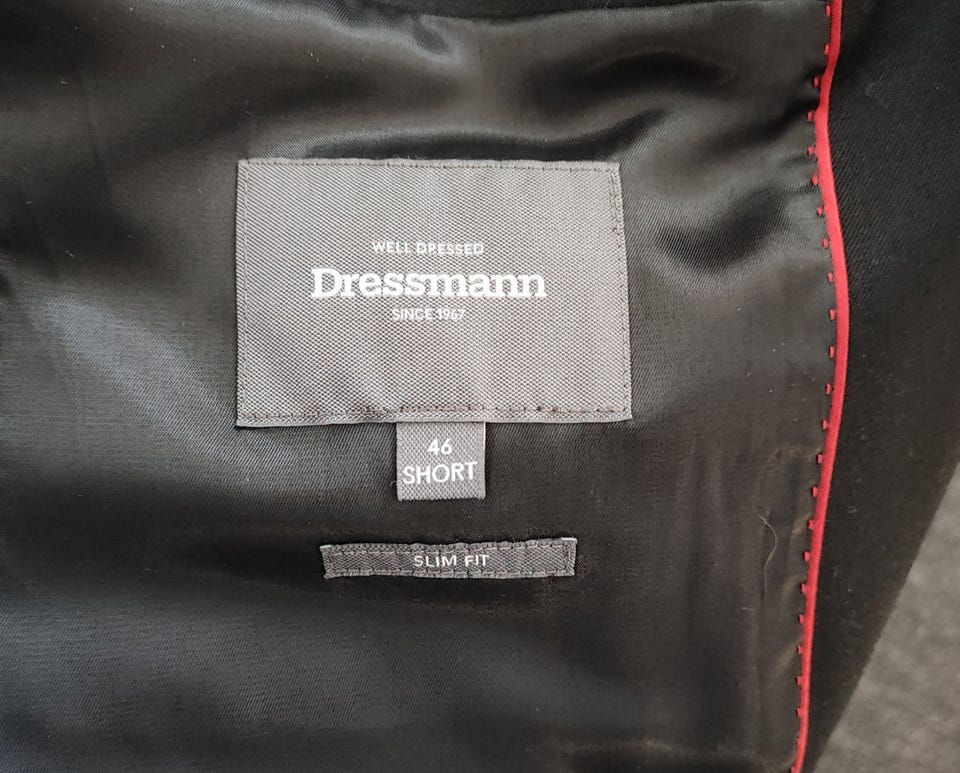 WELL DRESSED
Dressmann
SINCE 1967
46
SHORT
SLIM FIT